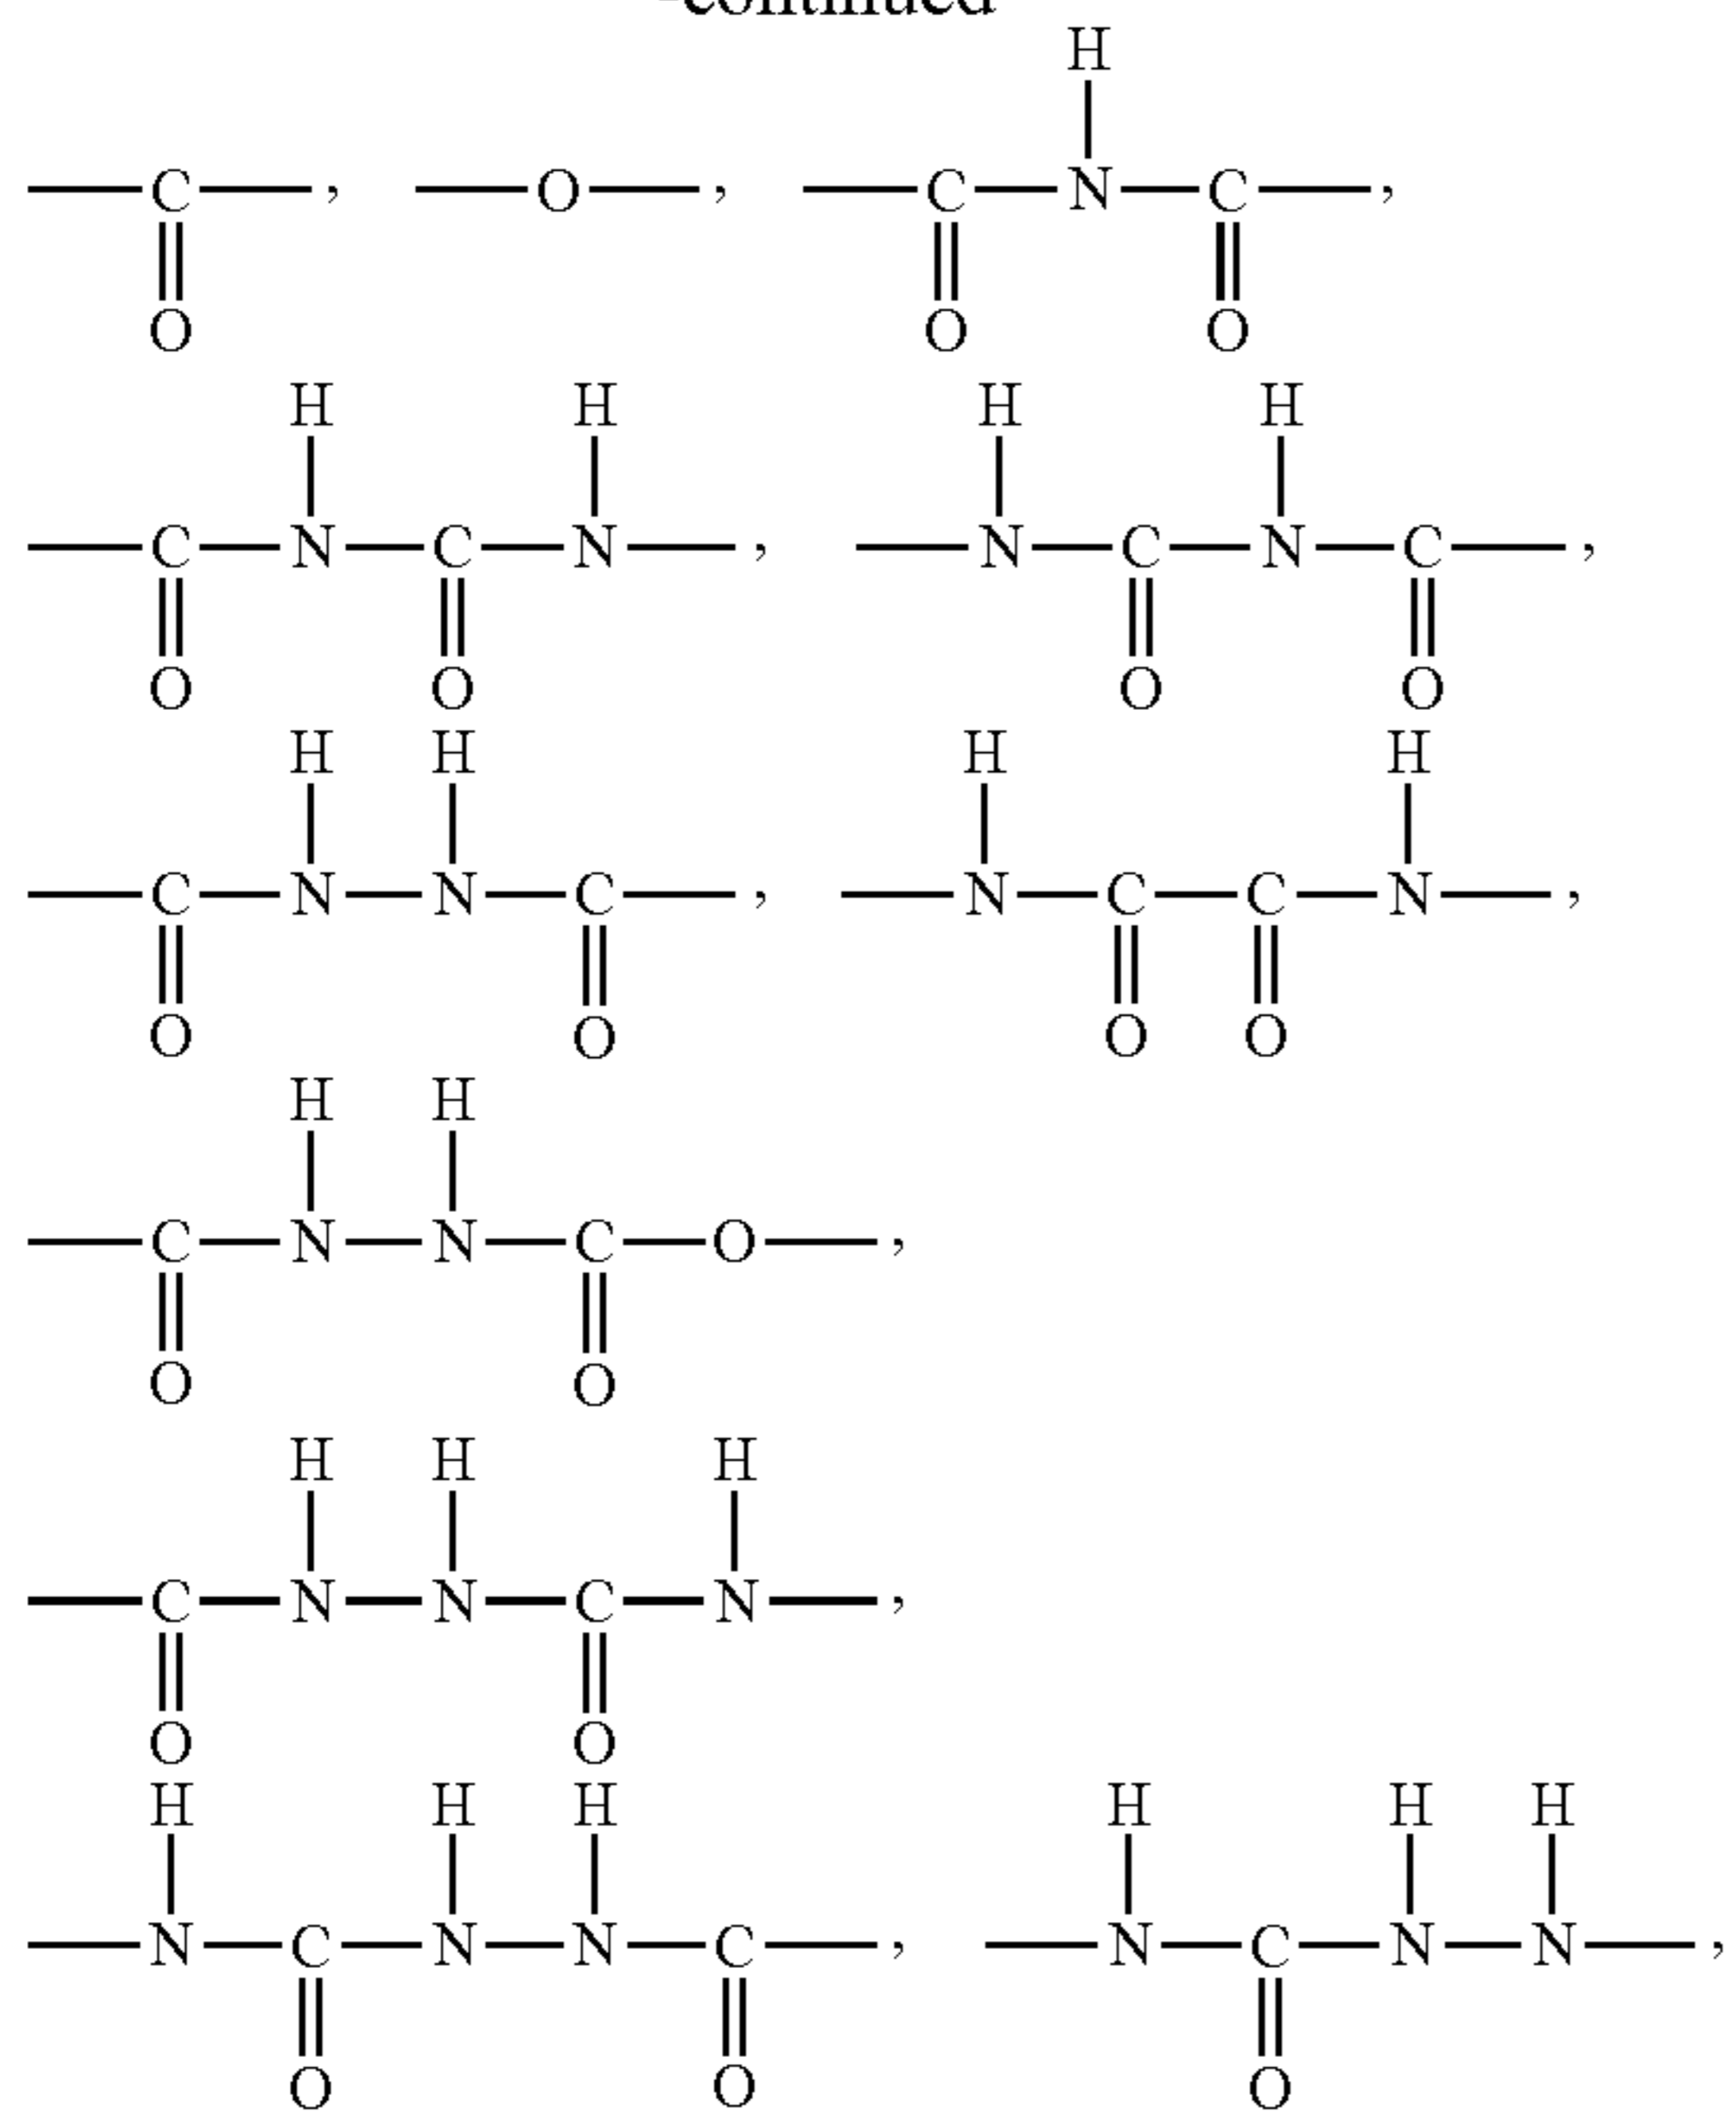 -continued
H
C, O, C N C,
O O O
H H H H
C N C N, N C N C,
O O O O
H H H H
C N N C, N C C N,
O O O O
H H
C N N C O,
O O
H H H
C N N C N,
O O
H H H H H H
N C N N C, N C N N,
O O O